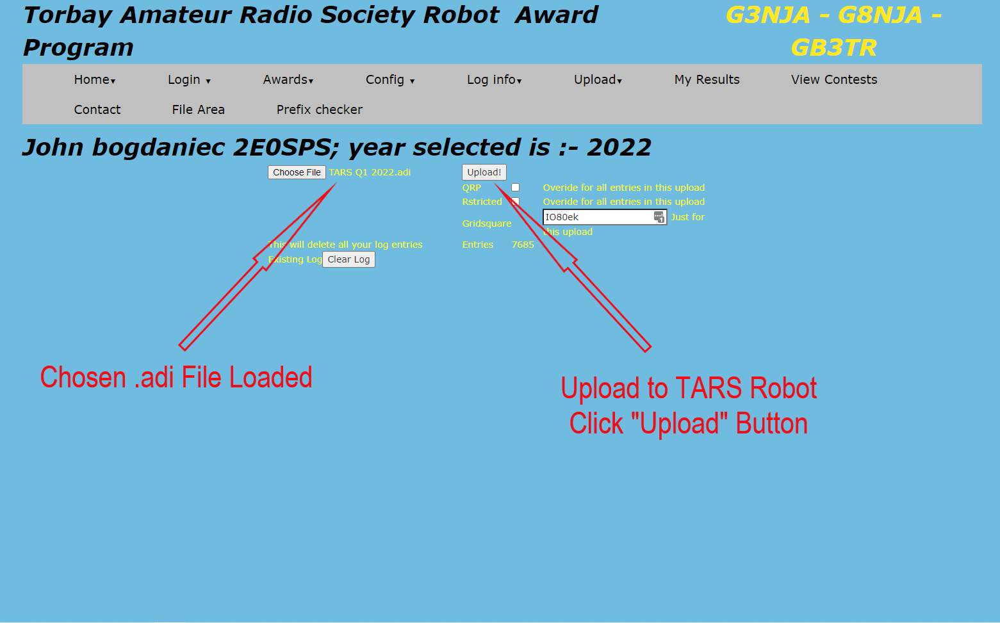 Torbay Amateur Radio Society Robot  Award
Program
G3NJA – G8NJA –
GB3TR
Home▾ Login ▾ Awards▾ Config ▾ Log info▾ Upload▾ My Results View Contests
Contact File Area Prefix checker
John bogdaniec 2E0SPS; year selected is :- 2022
Choose File TARS Q1 2022.adi Upload!
QRP Overide for all entries in this upload
Rstricted Overide for all entries in this upload
Gridsquare IO80ek Just for
this upload
This will delete all your log entries Entries 7685
Existing Log Clear Log
Chosen .adi File Loaded
Upload to TARS Robot
Click "Upload" Button